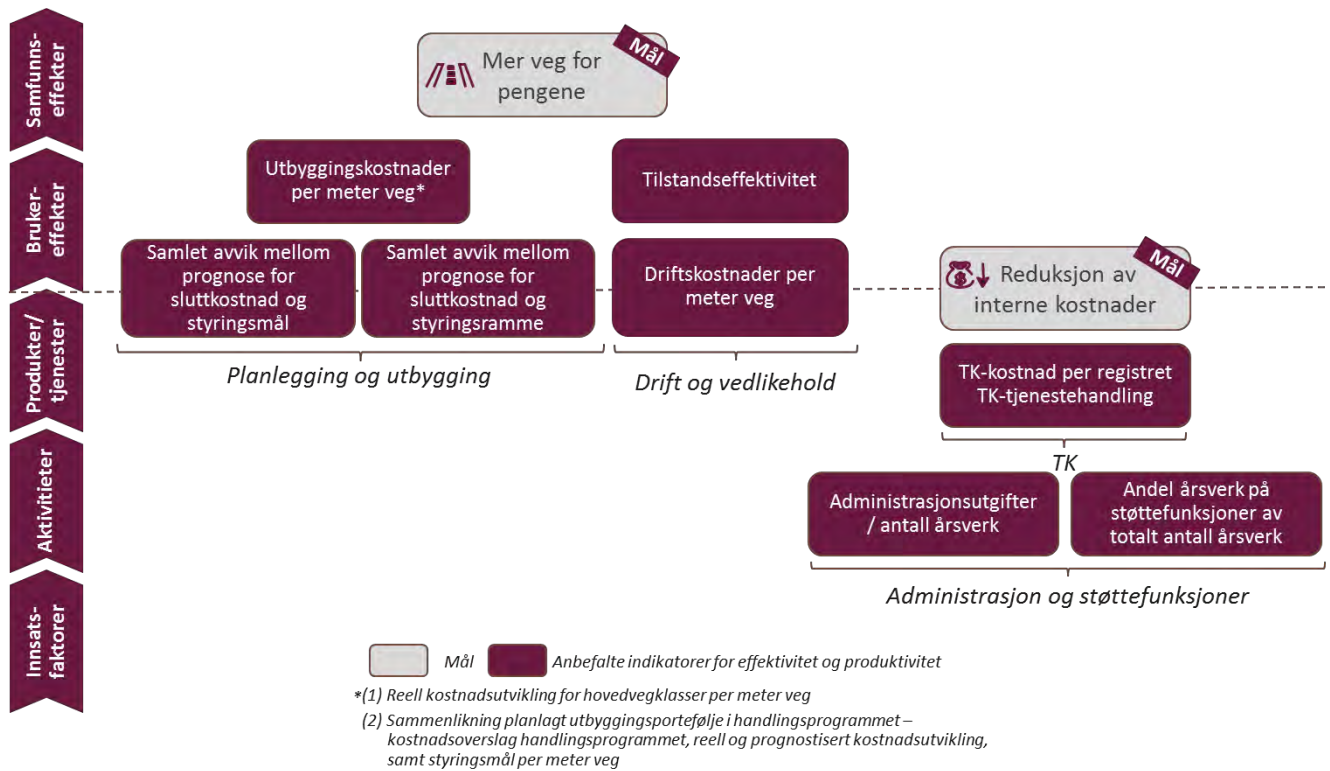 Samfunns-
effekter
Bruker-
effekter
Produkter/
tjenester
Aktivitieter
Innsats-
faktorer
Mål
Mer veg for
pengene
Utbyggingskostnader
per meter veg*
Tilstandseffektivitet
Samlet avvik mellom
prognose for
sluttkostnad og
styringsmål
Samlet avvik mellom
prognose for
sluttkostnad og
styringsramme
Driftskostnader per
meter veg
Mål
Reduksjon av
interne kostnader
Planlegging og utbygging
Drift og vedlikehold
TK-kostnad per registret
TK-tjenestehandling
TK
Administrasjonsutgifter
/ antall årsverk
Andel årsverk på
støttefunksjoner av
totalt antall årsverk
Administrasjon og støttefunksjoner
Mål
Anbefalte indikatorer for effektivitet og produktivitet
*(1) Reell kostnadsutvikling for hovedvegklasser per meter veg
(2) Sammenlikning planlagt utbyggingsportefølje i handlingsprogrammet –
kostnadsoverslag handlingsprogrammet, reell og prognostisert kostnadsutvikling,
samt styringsmål per meter veg